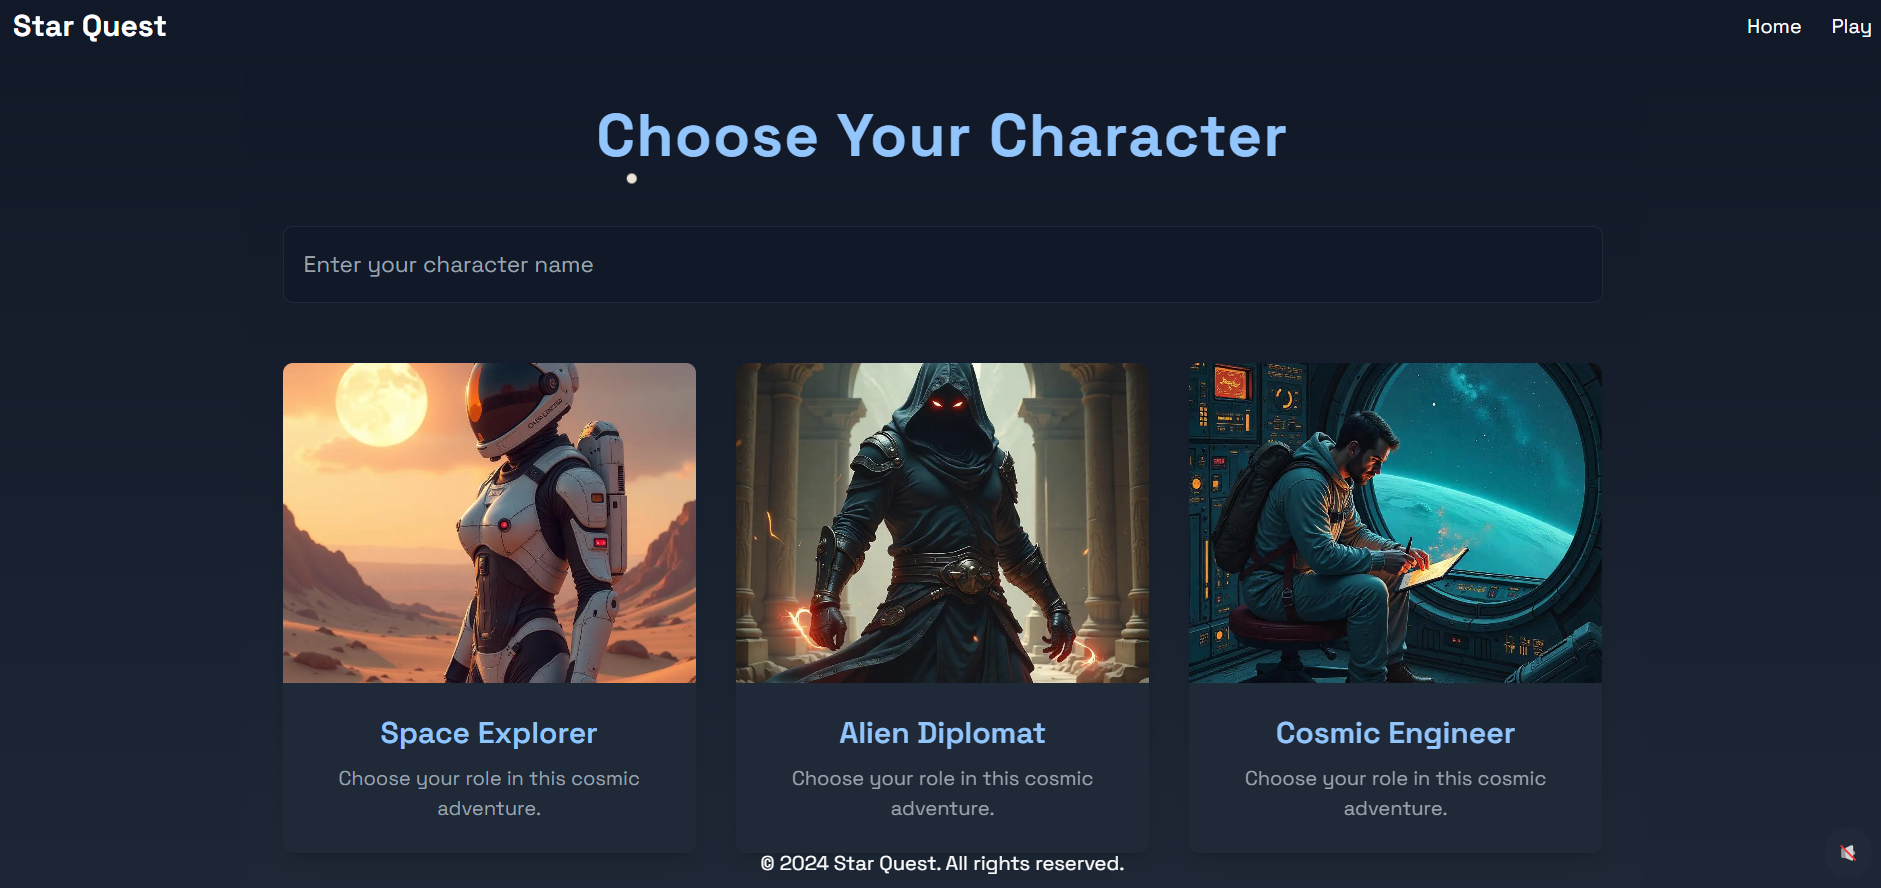 Star Quest
Home
Play
Choose Your Character
Enter your character name
Space Explorer
Choose your role in this cosmic
adventure.
Alien Diplomat
Choose your role in this cosmic
adventure.
Cosmic Engineer
Choose your role in this cosmic
adventure.
© 2024 Star Quest. All rights reserved.